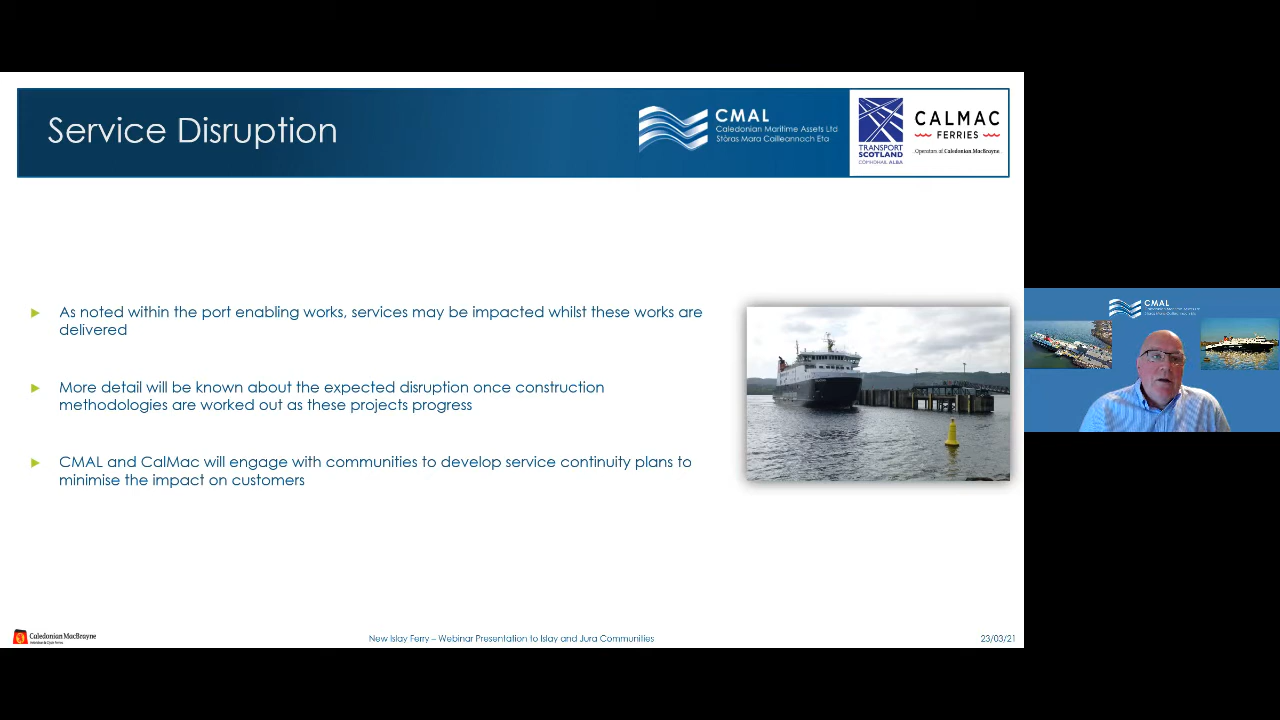 Service Disruption
CMAL
Caledonian Maritime Assets Ltd
Stòras Mara Cailleannach Eta
TRANSPORT
SCOTLAND
CÒMHDHAIL ALBA
CALMAC
FERRIES
Operators of Caledonian MacBrayne
As noted within the port enabling works, services may be impacted whilst these works are
delivered
More detail will be known about the expected disruption once construction
methodologies are worked out as these projects progress
CMAL and CalMac will engage with communities to develop service continuity plans to
minimise the impact on customers
CMAL
Caledonian MacBrayne
Hebridean & Clyde Ferries
New Islay Ferry – Webinar Presentation to Islay and Jura Communities
23/03/21